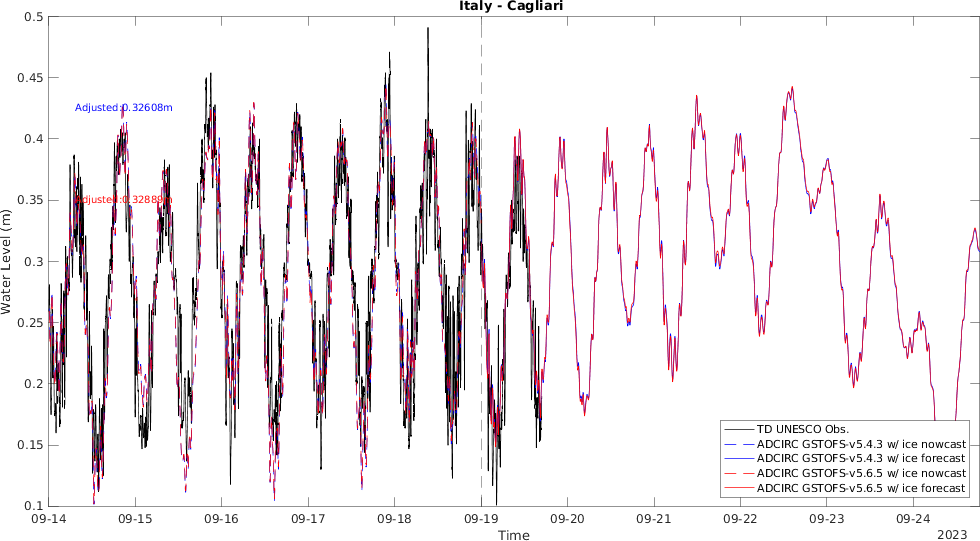 Italy - Cagliari
0.5
0.45
0.4
0.35
0.3
0.25
0.2
0.15
0.1
Water Level (m)
Adjusted:0.32608m
Adjusted:0.32889m
TD UNESCO Obs.
ADCIRC GSTOFS-v5.4.3 w/ ice nowcast
ADCIRC GSTOFS-v5.4.3 w/ ice forecast
ADCIRC GSTOFS-v5.6.5 w/ ice nowcast
ADCIRC GSTOFS-v5.6.5 w/ ice forecast
09-14 09-15 09-16 09-17 09-18 09-19 09-20 09-21 09-22 09-23 09-24
Time
2023